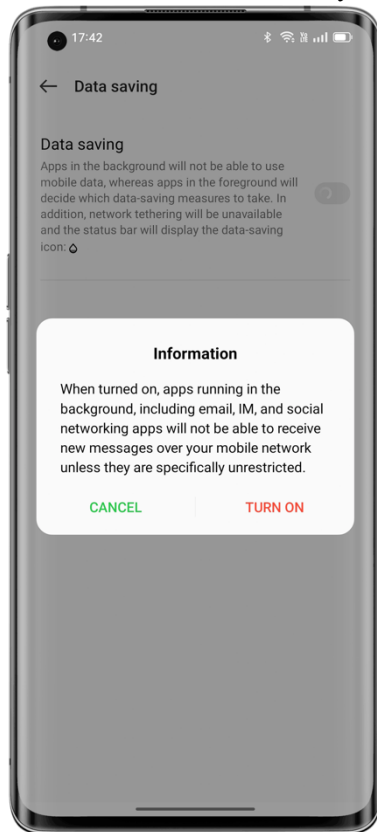 17:42
Data saving
Data saving
Apps in the background will not be able to use
mobile data, whereas apps in the foreground will
decide which data-saving measures to take. In
addition, network tethering will be unavailable
and the status bar will display the data-saving
icon:
Information
When turned on, apps running in the
background, including email, IM, and social
networking apps will not be able to receive
new messages over your mobile network
unless they are specifically unrestricted.
CANCEL TURN ON